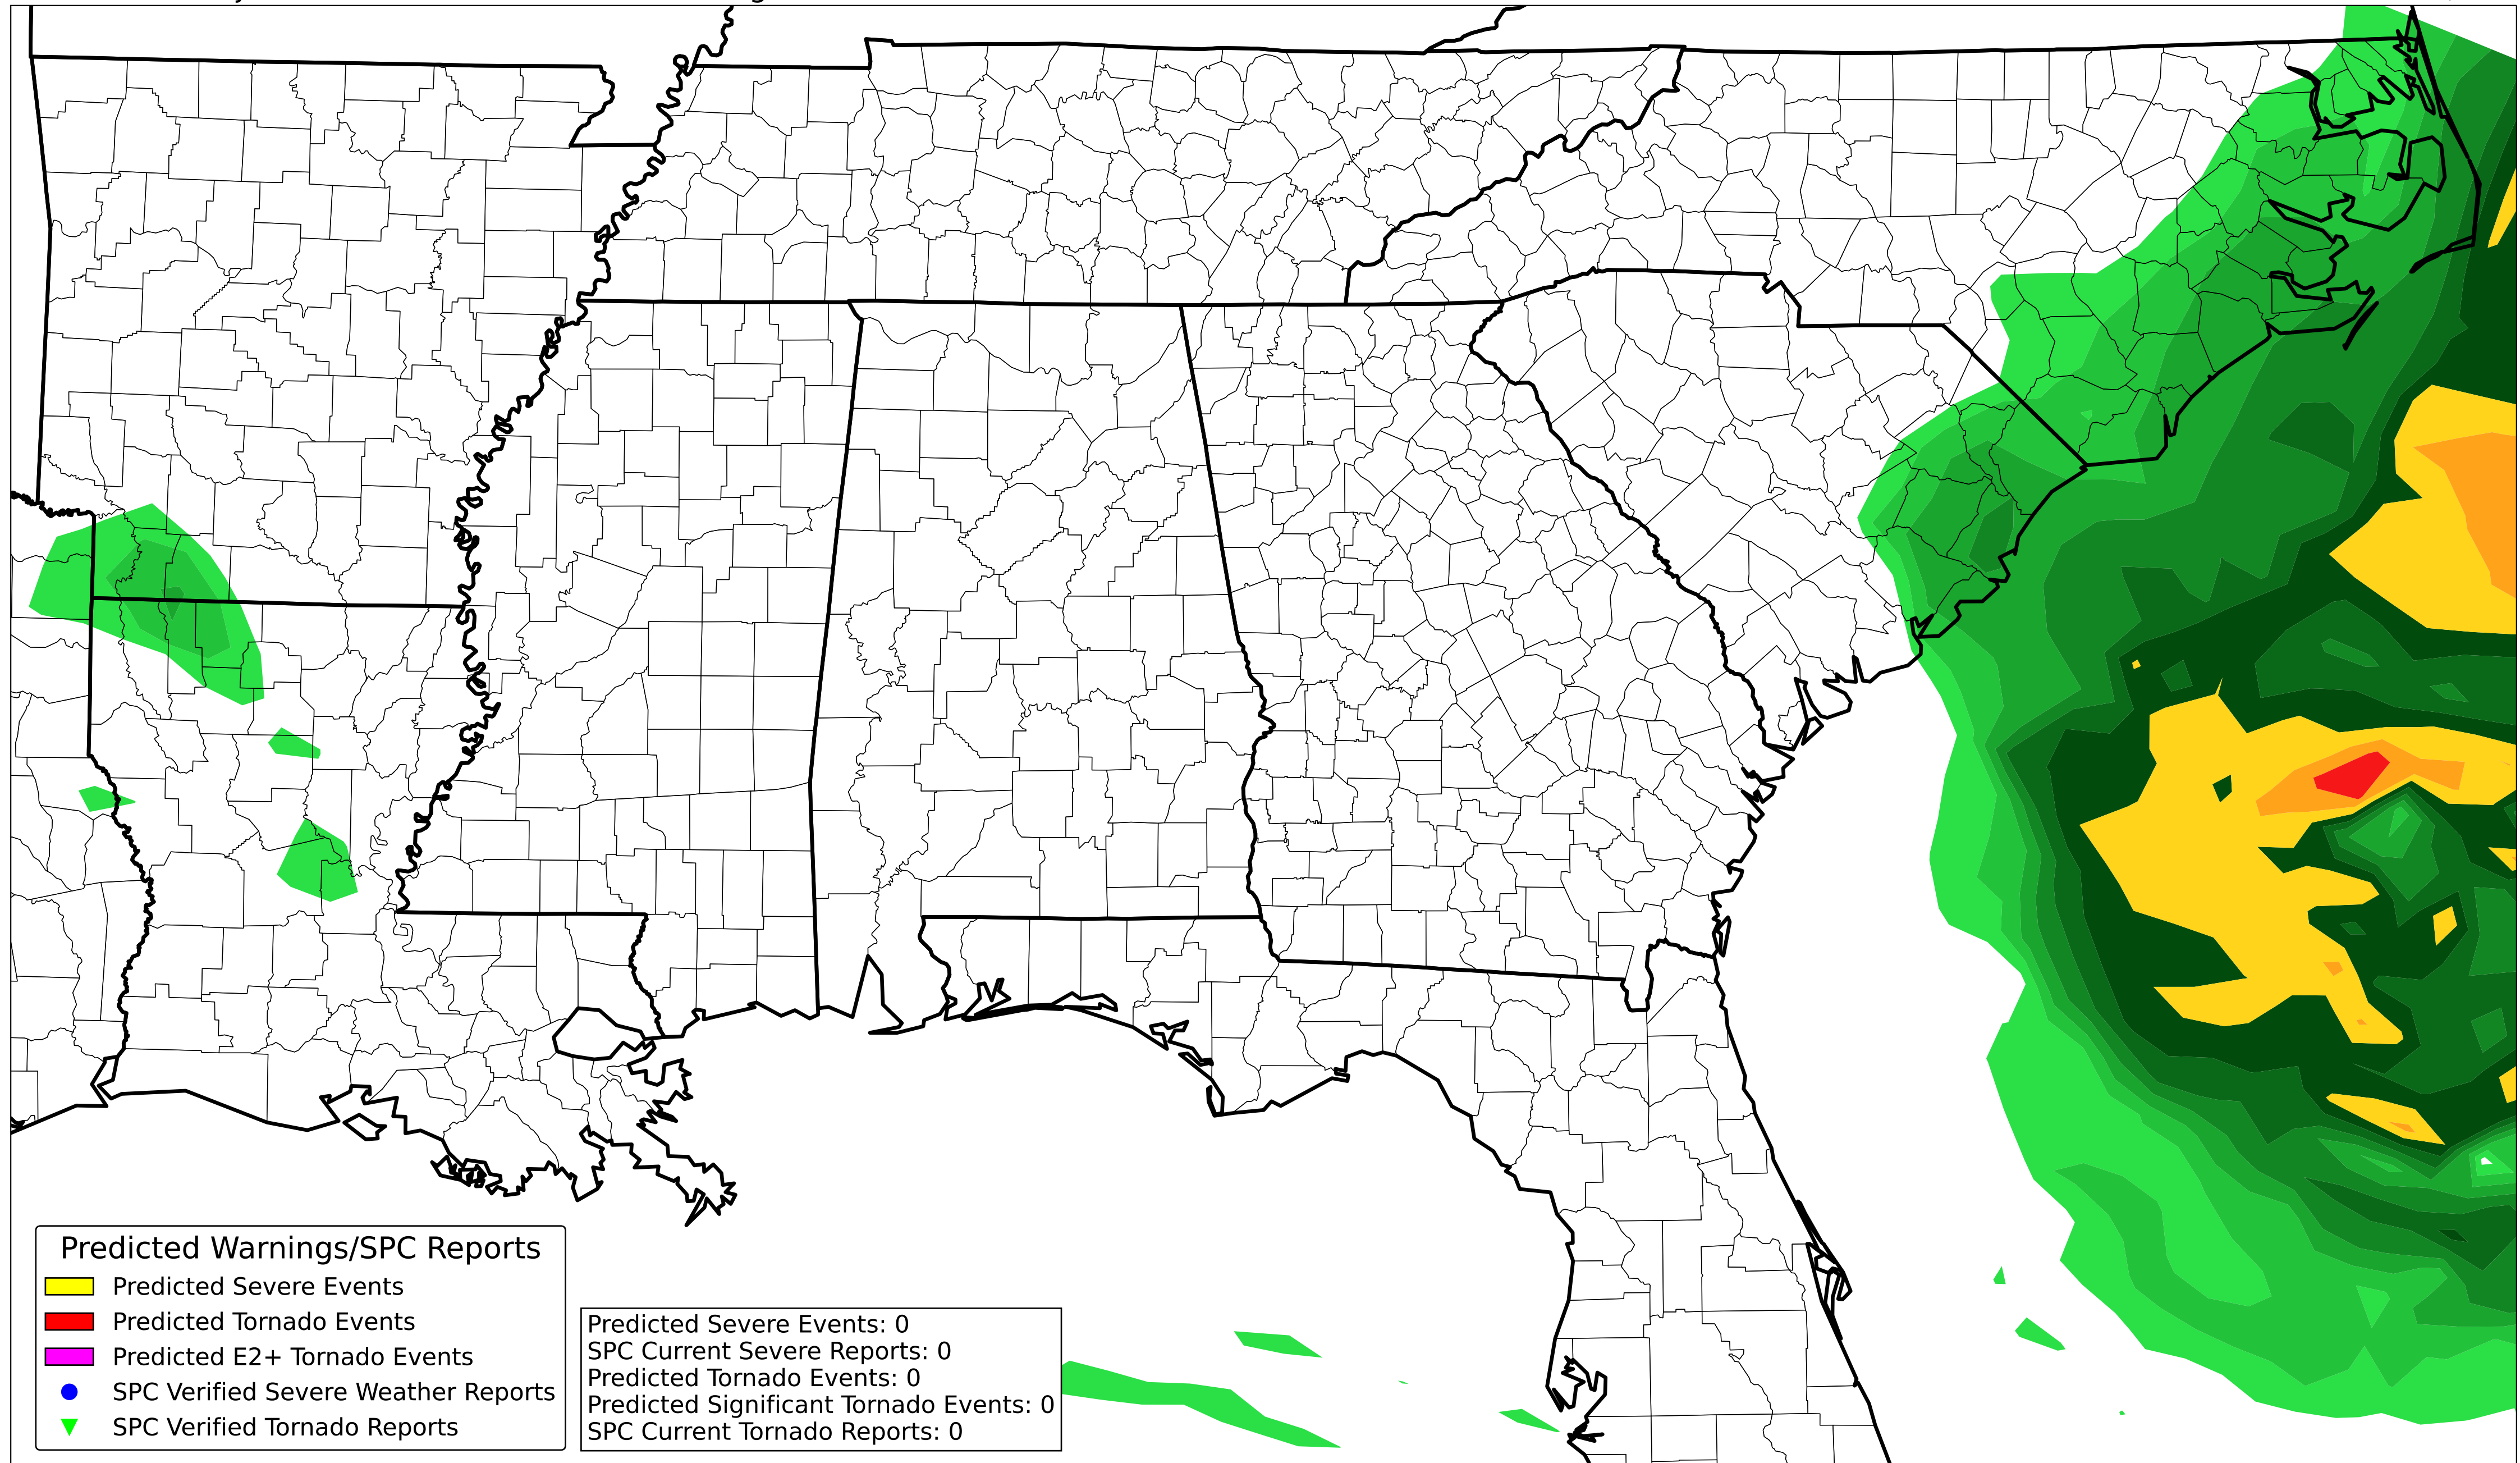 Predicted Warnings/SPC Reports
Predicted Severe Events
Predicted Tornado Events
Predicted E2+ Tornado Events
SPC Verified Severe Weather Reports
SPC Verified Tornado Reports
Predicted Severe Events: 0
SPC Current Severe Reports: 0
Predicted Tornado Events: 0
Predicted Significant Tornado Events: 0
SPC Current Tornado Reports: 0